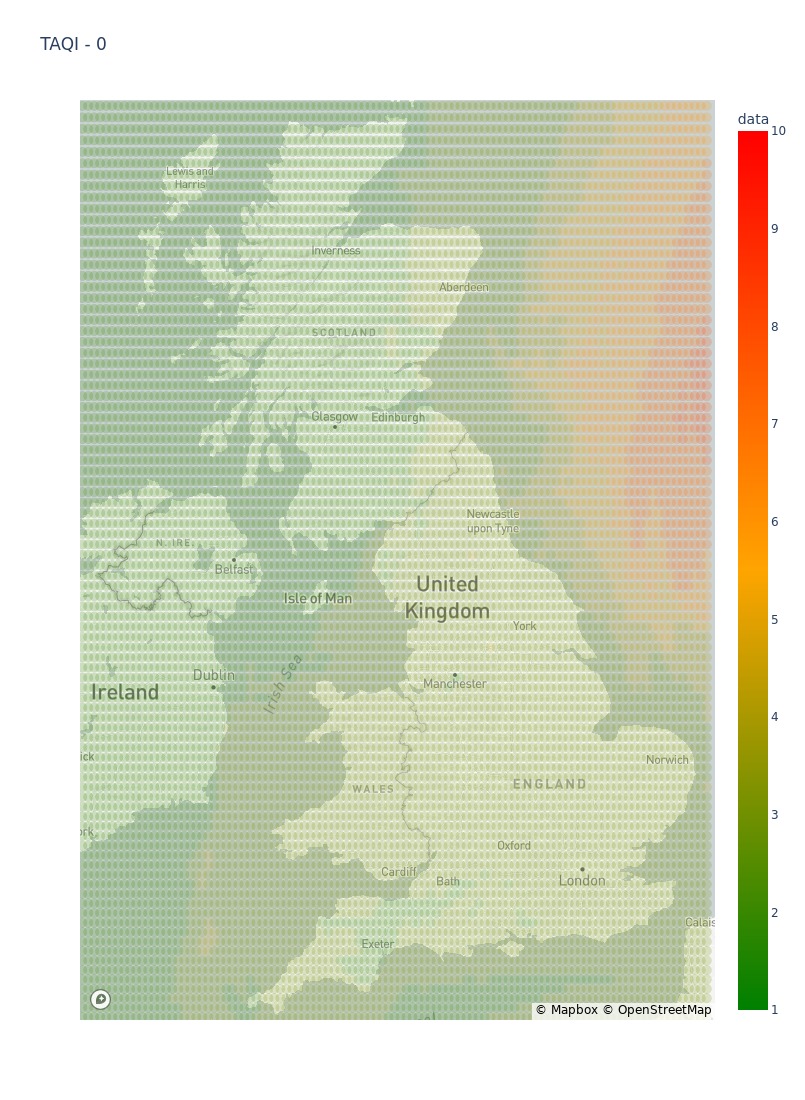 TAQI - 0
data
10
9
8
7
6
5
4
3
2
1
Lewis and
Harris
Inverness
Aberdeen
SCOTLAND
Glasgow
Edinburgh
Newcastle
upon Tyne
N. IRE.
Belfast
Isle of Man
United
Kingdom
York
Irish Sea
Dublin
Manchester
Ireland
Norwich
ick
WALES
ENGLAND
rk
Oxford
Cardiff
Bath
London
Calais
Exeter
© Mapbox © OpenStreetMap